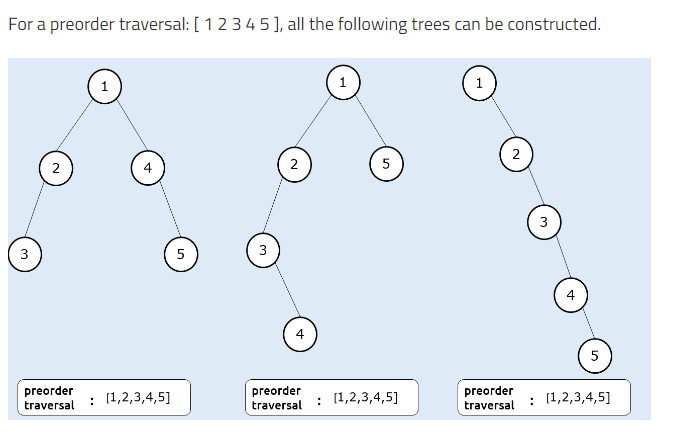 For a preorder traversal: [ 1 2 3 4 5 ], all the following trees can be constructed.
1
2
4
3
5
1
2
5
3
4
1
2
3
4
5
preorder
traversal : [1,2,3,4,5]
preorder
traversal : [1,2,3,4,5]
preorder
traversal : [1,2,3,4,5]